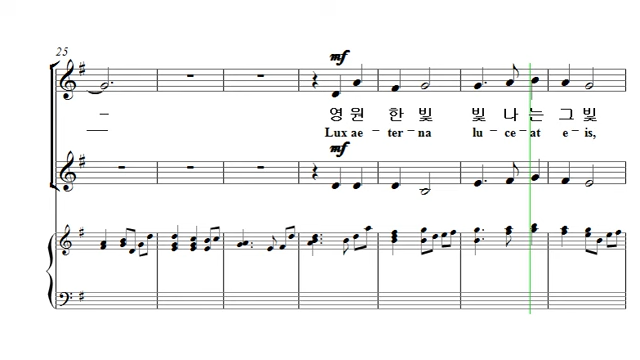 25
mf
영 원 한 빛 빛 나 는 그 빛
Lux ae - ter - na lu - ce - at e - is,
mf